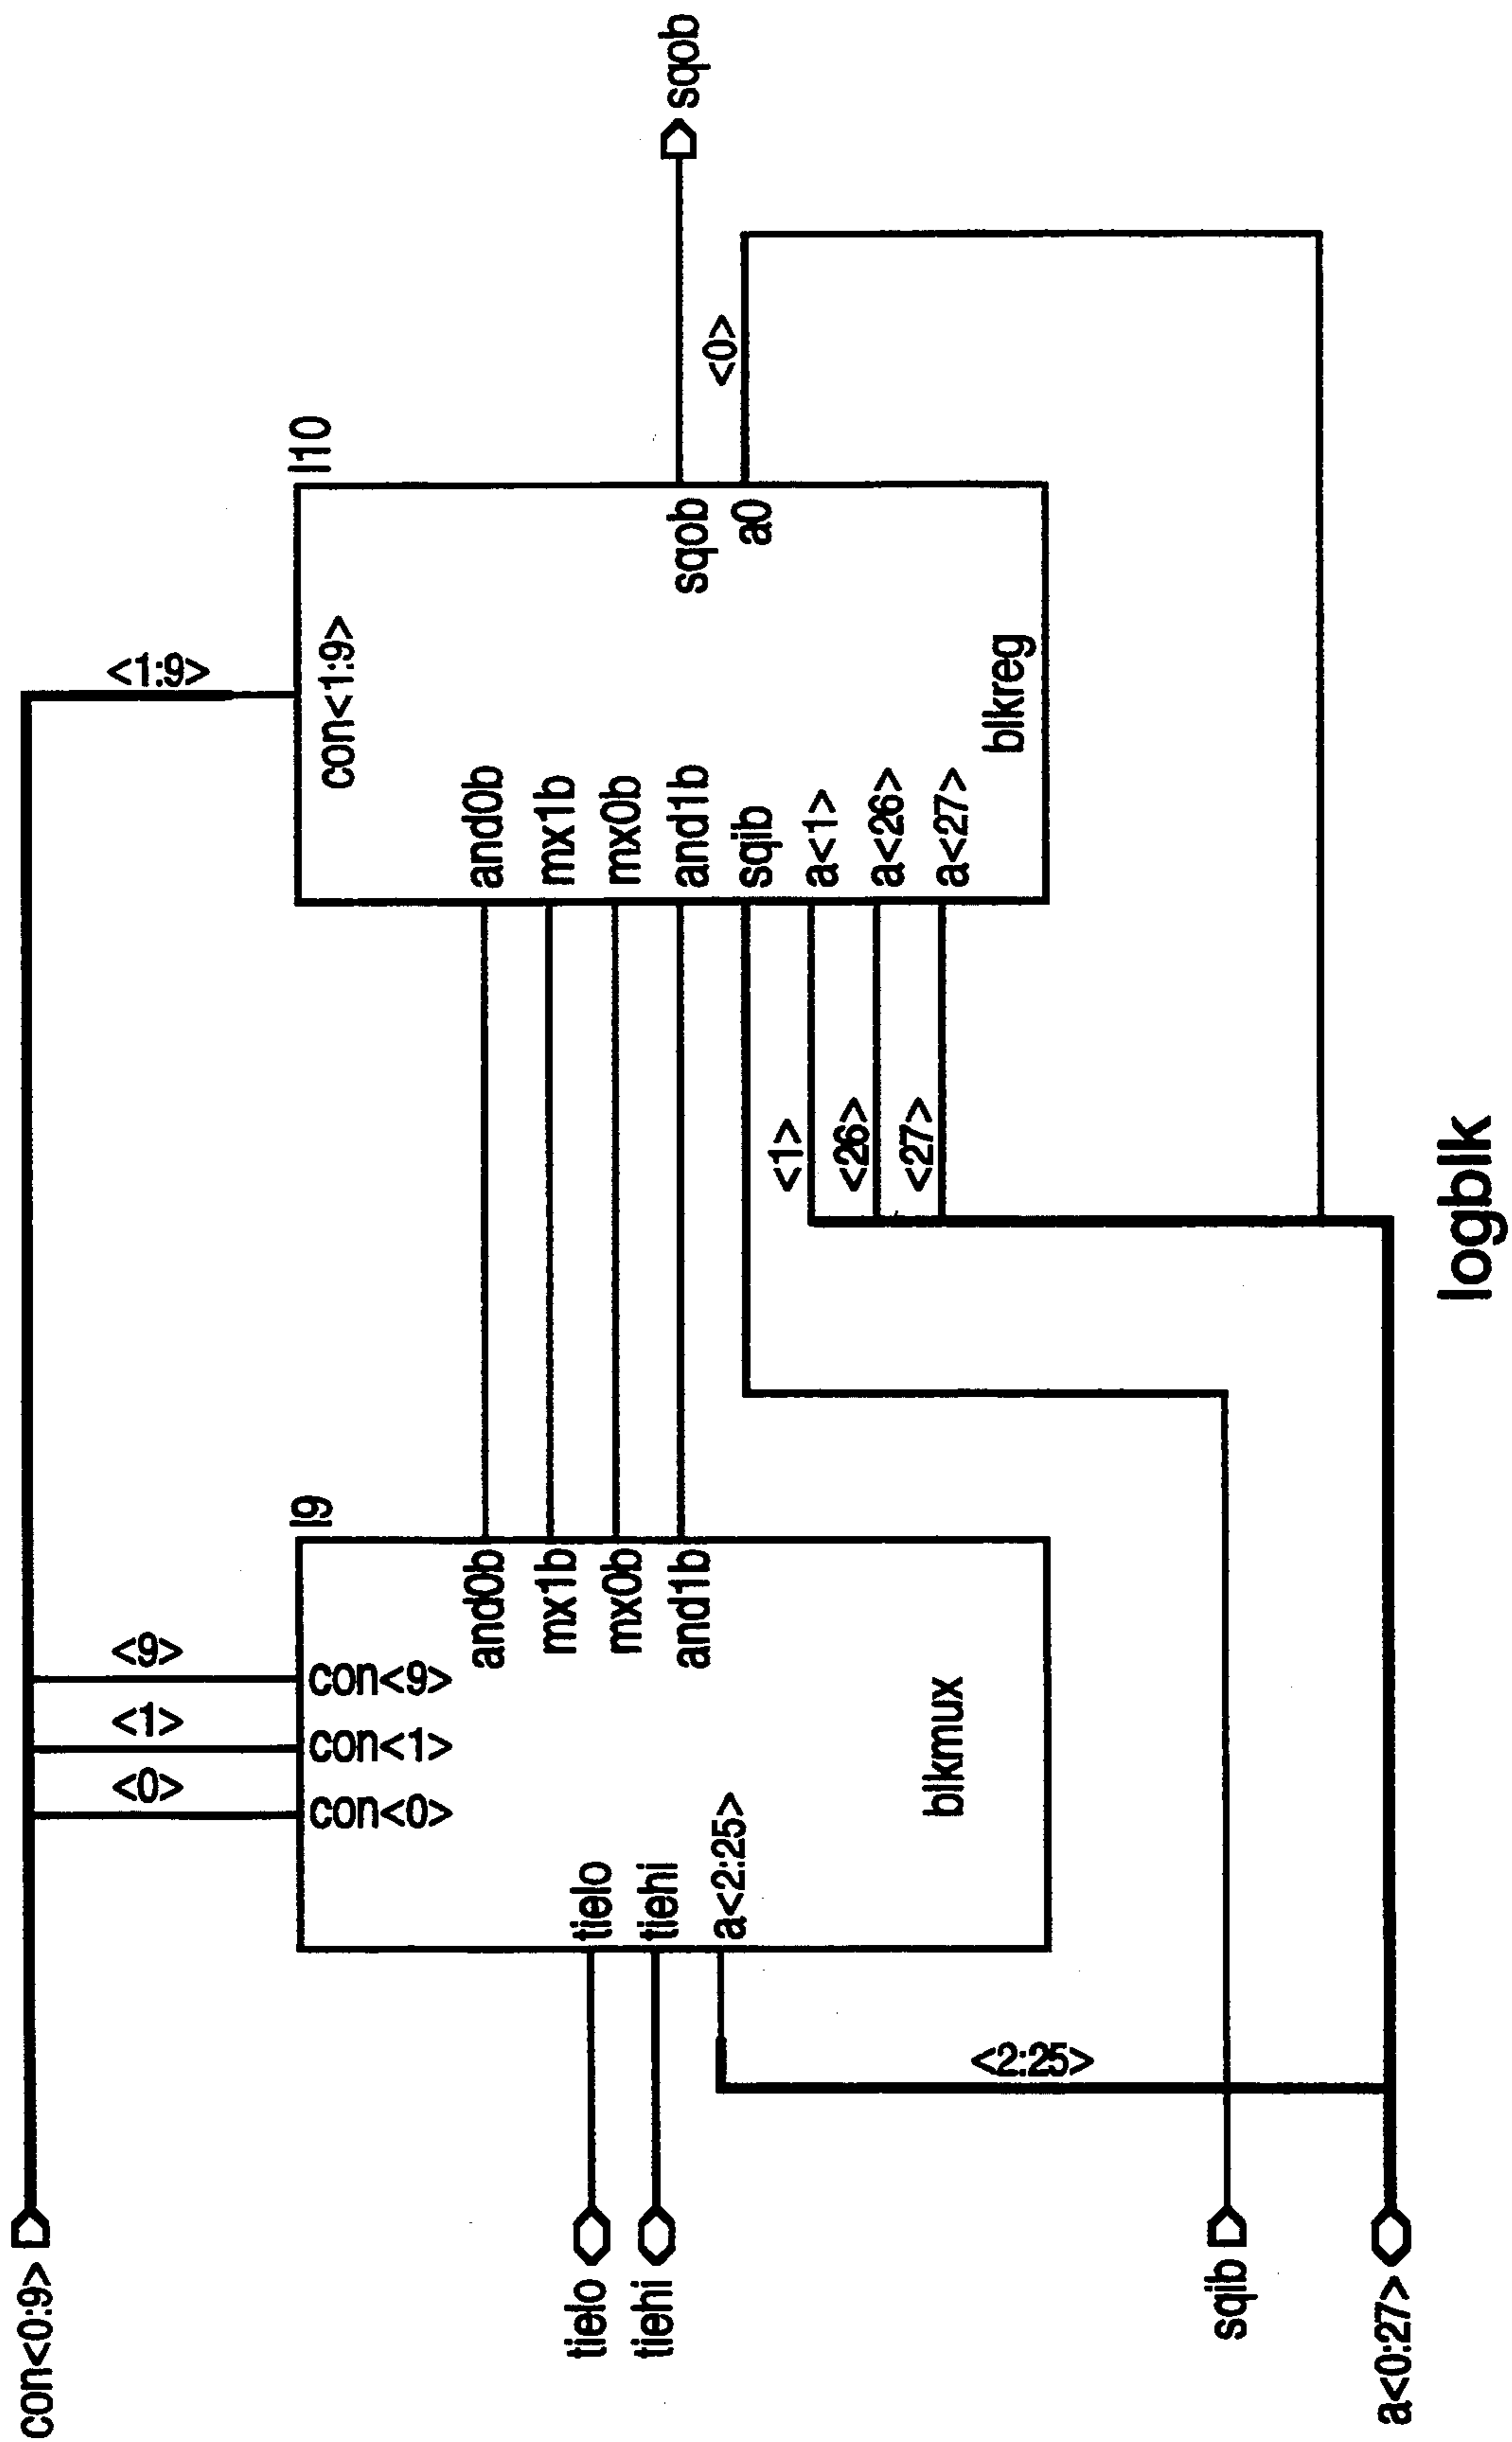 con<0:9>
<0>
<1>
<9>
<1:9>
I9
I10
con<0>
con<1>
con<9>
con<1:9>
and0b
and0b
mx1b
mx1b
tielo
tielo
mx0b
mx0b
tiehi
tiehi
and1b
and1b
sqob
sqob
a<2:25>
sqib
a0
<0>
<1>
a<1>
<26>
a<26>
<27>
a<27>
blkmux
blkreg
<2:25>
sqib
a<0:27>
logblk